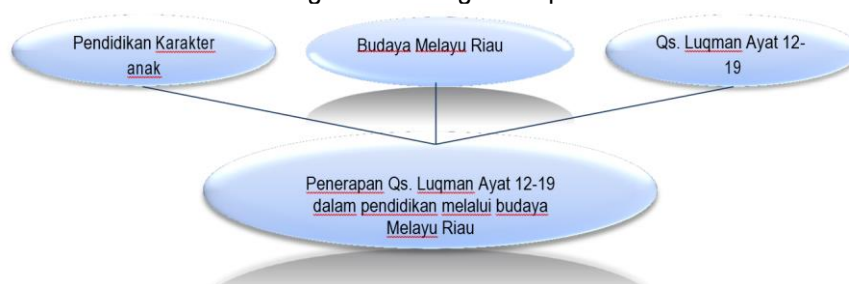 Pendidikan Karakter
anak
Budaya Melayu Riau
Qs. Luqman Ayat 12-
19
Penerapan Qs. Luqman Ayat 12-19
dalam pendidikan melalui budaya
Melayu Riau